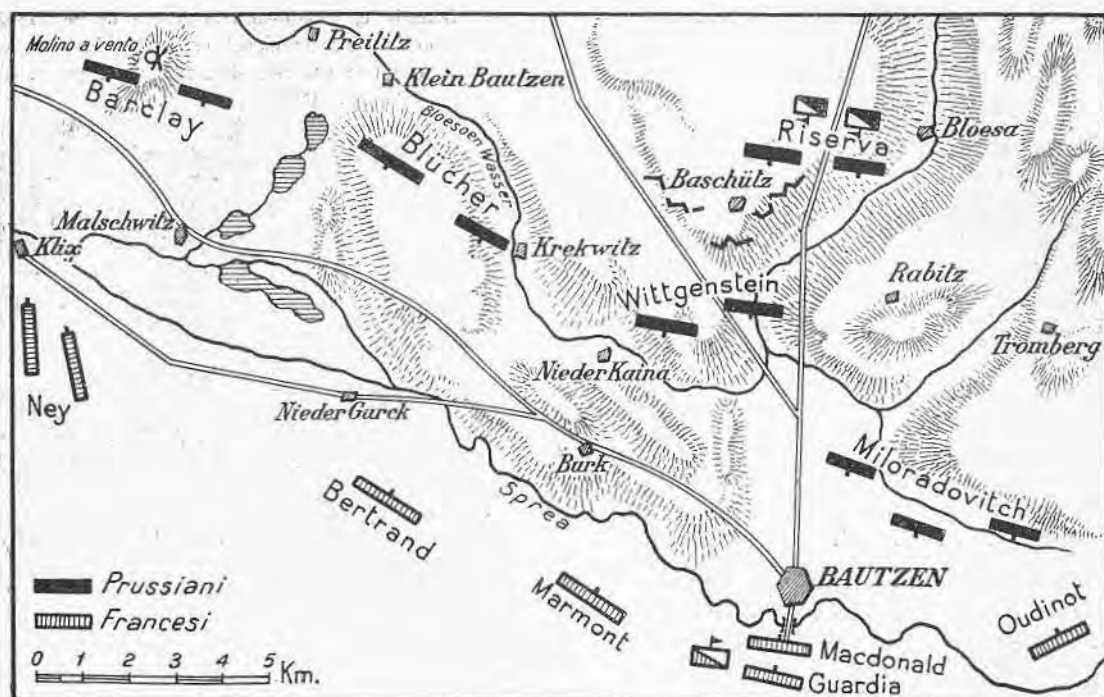 Molino a vento
Preilitz
Klein Bautzen
Barclay
Bloesoen Wasser
Blücher
Riserva
Bloesa
Baschütz
Malschwitz
Klix
Krekwitz
Wittgenstein
Rabitz
Tromberg
Nieder Kaina
Ney
Nieder Gurck
Burk
Miloradovitch
Bertrand
Sprea
BAUTZEN
Prussiani
Marmont
Oudinot
Francesi
Macdonald
Guardia
0 1 2 3 4 5 Km.